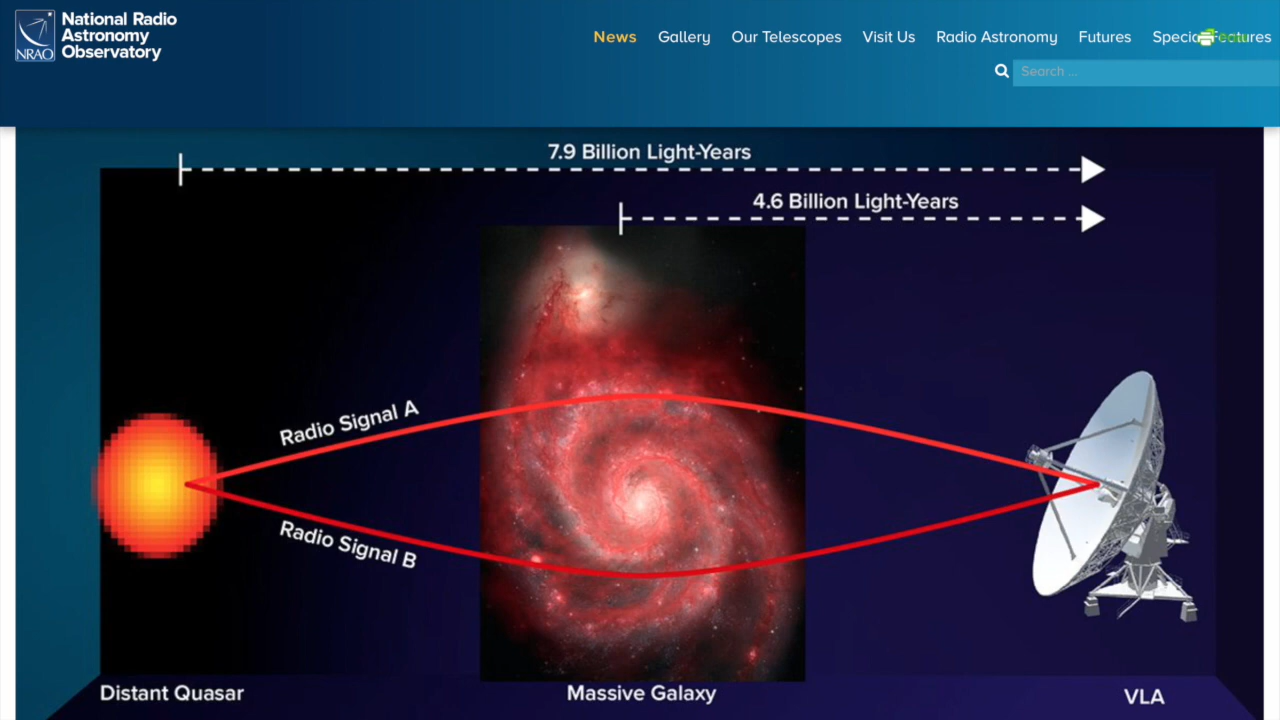 National Radio
Astronomy
Observatory
NRAO
News Gallery Our Telescopes Visit Us Radio Astronomy Futures
Search ...
7.9 Billion Light-Years
4.6 Billion Light-Years
Radio Signal A
Radio Signal B
Distant Quasar
Massive Galaxy
VLA